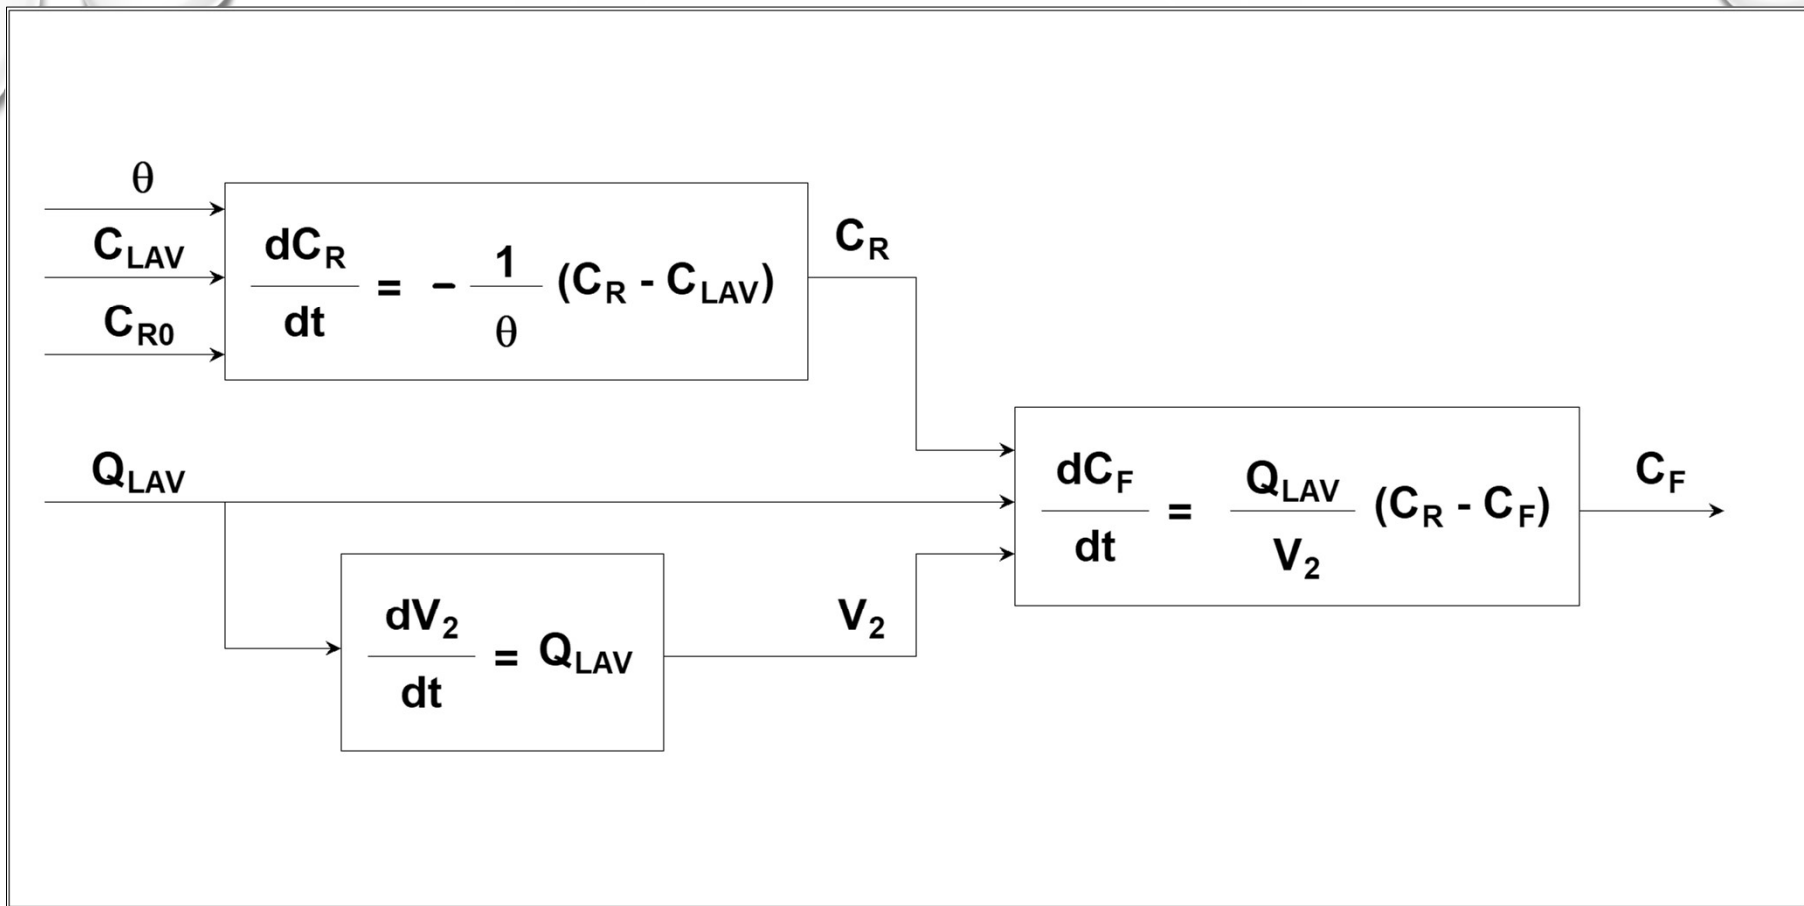 θ
C_LAV
C_R0
dC_R/dt = − 1/θ (C_R - C_LAV)
C_R
Q_LAV
dC_F/dt = Q_LAV/V_2 (C_R - C_F)
C_F
dV_2/dt = Q_LAV
V_2